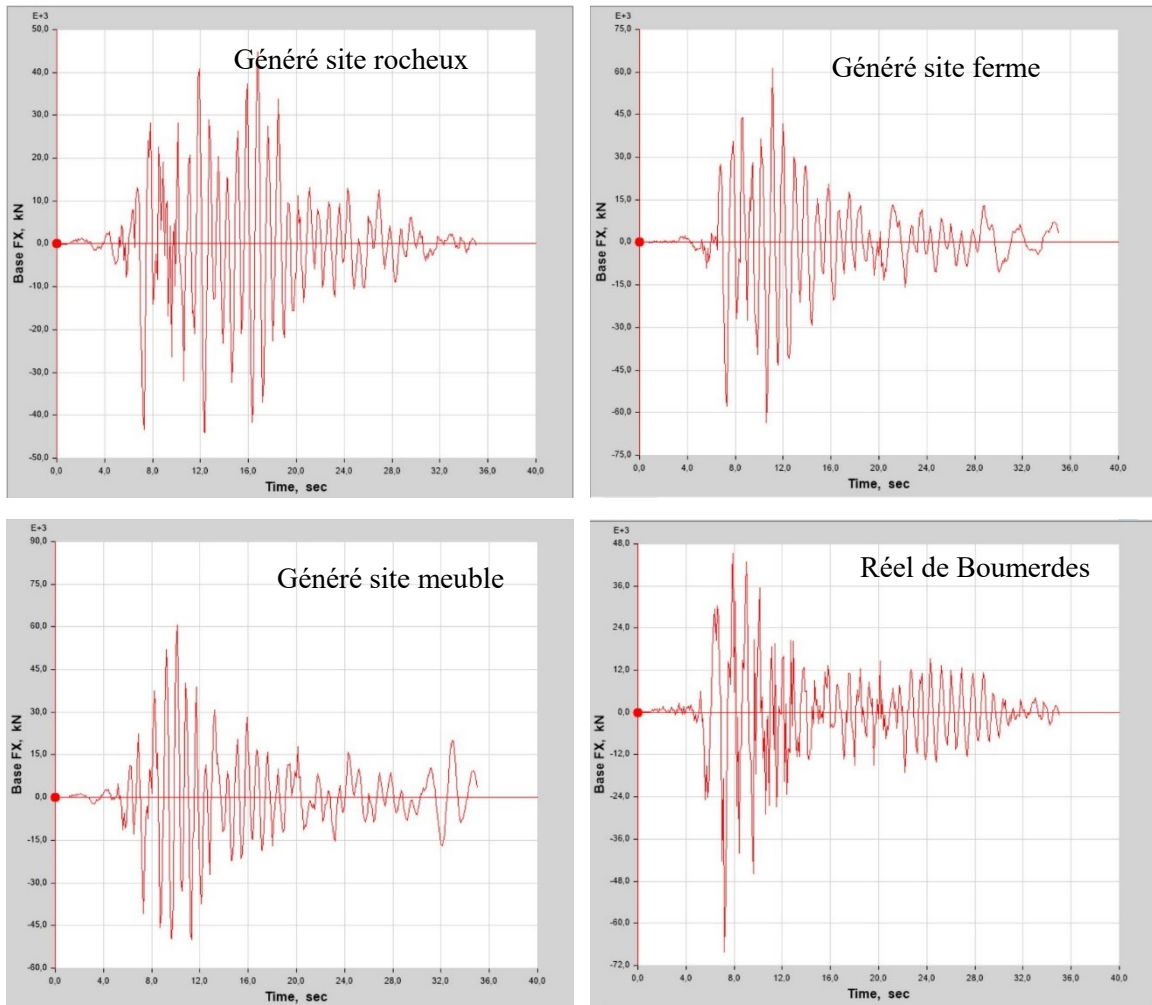 E+3
Généré site rocheux
50,0
40,0
30,0
20,0
10,0
0,0
-10,0
-20,0
-30,0
-40,0
-50,0
Base FX, kN
0,0 4,0 8,0 12,0 16,0 20,0 24,0 28,0 32,0 36,0 40,0
Time, sec
E+3
Généré site ferme
75,0
60,0
45,0
30,0
15,0
0,0
-15,0
-30,0
-45,0
-60,0
-75,0
Base FX, kN
0,0 4,0 8,0 12,0 16,0 20,0 24,0 28,0 32,0 36,0 40,0
Time, sec
E+3
Généré site meuble
90,0
75,0
60,0
45,0
30,0
15,0
0,0
-15,0
-30,0
-45,0
-60,0
Base FX, kN
0,0 4,0 8,0 12,0 16,0 20,0 24,0 28,0 32,0 36,0 40,0
Time, sec
E+3
Réel de Boumerdes
48,0
36,0
24,0
12,0
0,0
-12,0
-24,0
-36,0
-48,0
-60,0
-72,0
Base FX, kN
0,0 4,0 8,0 12,0 16,0 20,0 24,0 28,0 32,0 36,0 40,0
Time, sec